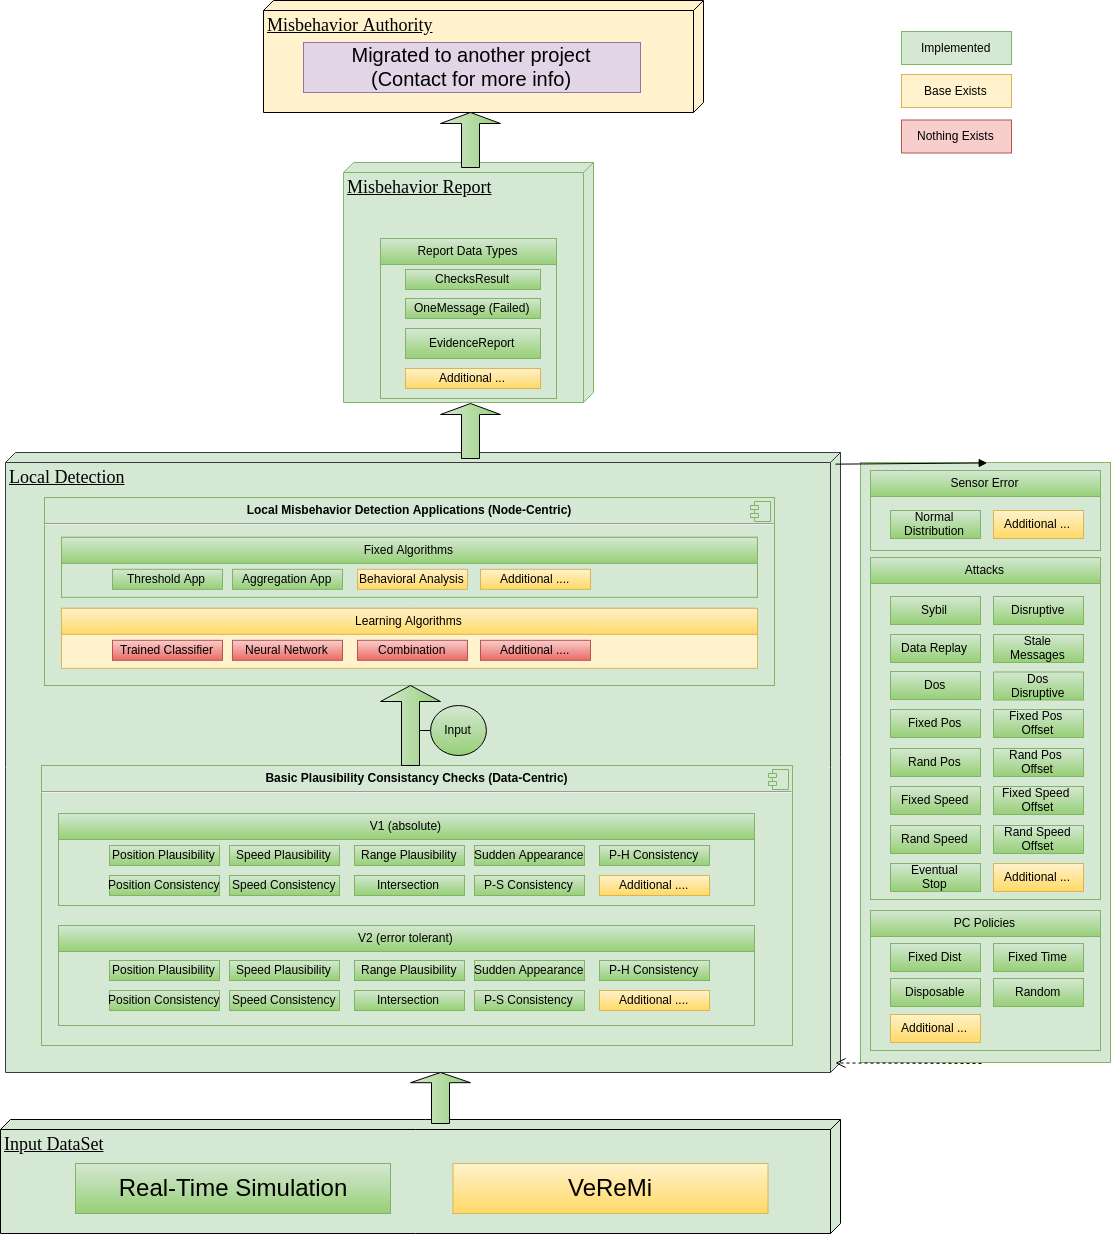 Misbehavior Authority
Migrated to another project
(Contact for more info)
Implemented
Base Exists
Nothing Exists
Misbehavior Report
Report Data Types
ChecksResult
OneMessage (Failed)
EvidenceReport
Additional ...
Local Detection
Local Misbehavior Detection Applications (Node-Centric)
Fixed Algorithms
Threshold App
Aggregation App
Behavioral Analysis
Additional ....
Learning Algorithms
Trained Classifier
Neural Network
Combination
Additional ....
Input
Basic Plausibility Consistancy Checks (Data-Centric)
V1 (absolute)
Position Plausibility
Speed Plausibility
Range Plausibility
Sudden Appearance
P-H Consistency
Position Consistency
Speed Consistency
Intersection
P-S Consistency
Additional ....
V2 (error tolerant)
Position Plausibility
Speed Plausibility
Range Plausibility
Sudden Appearance
P-H Consistency
Position Consistency
Speed Consistency
Intersection
P-S Consistency
Additional ....
Sensor Error
Normal
Distribution
Additional ...
Attacks
Sybil
Disruptive
Data Replay
Stale
Messages
Dos
Dos
Disruptive
Fixed Pos
Fixed Pos
Offset
Rand Pos
Rand Pos
Offset
Fixed Speed
Fixed Speed
Offset
Rand Speed
Rand Speed
Offset
Eventual
Stop
Additional ...
PC Policies
Fixed Dist
Fixed Time
Disposable
Random
Additional ...
Input DataSet
Real-Time Simulation
VeReMi